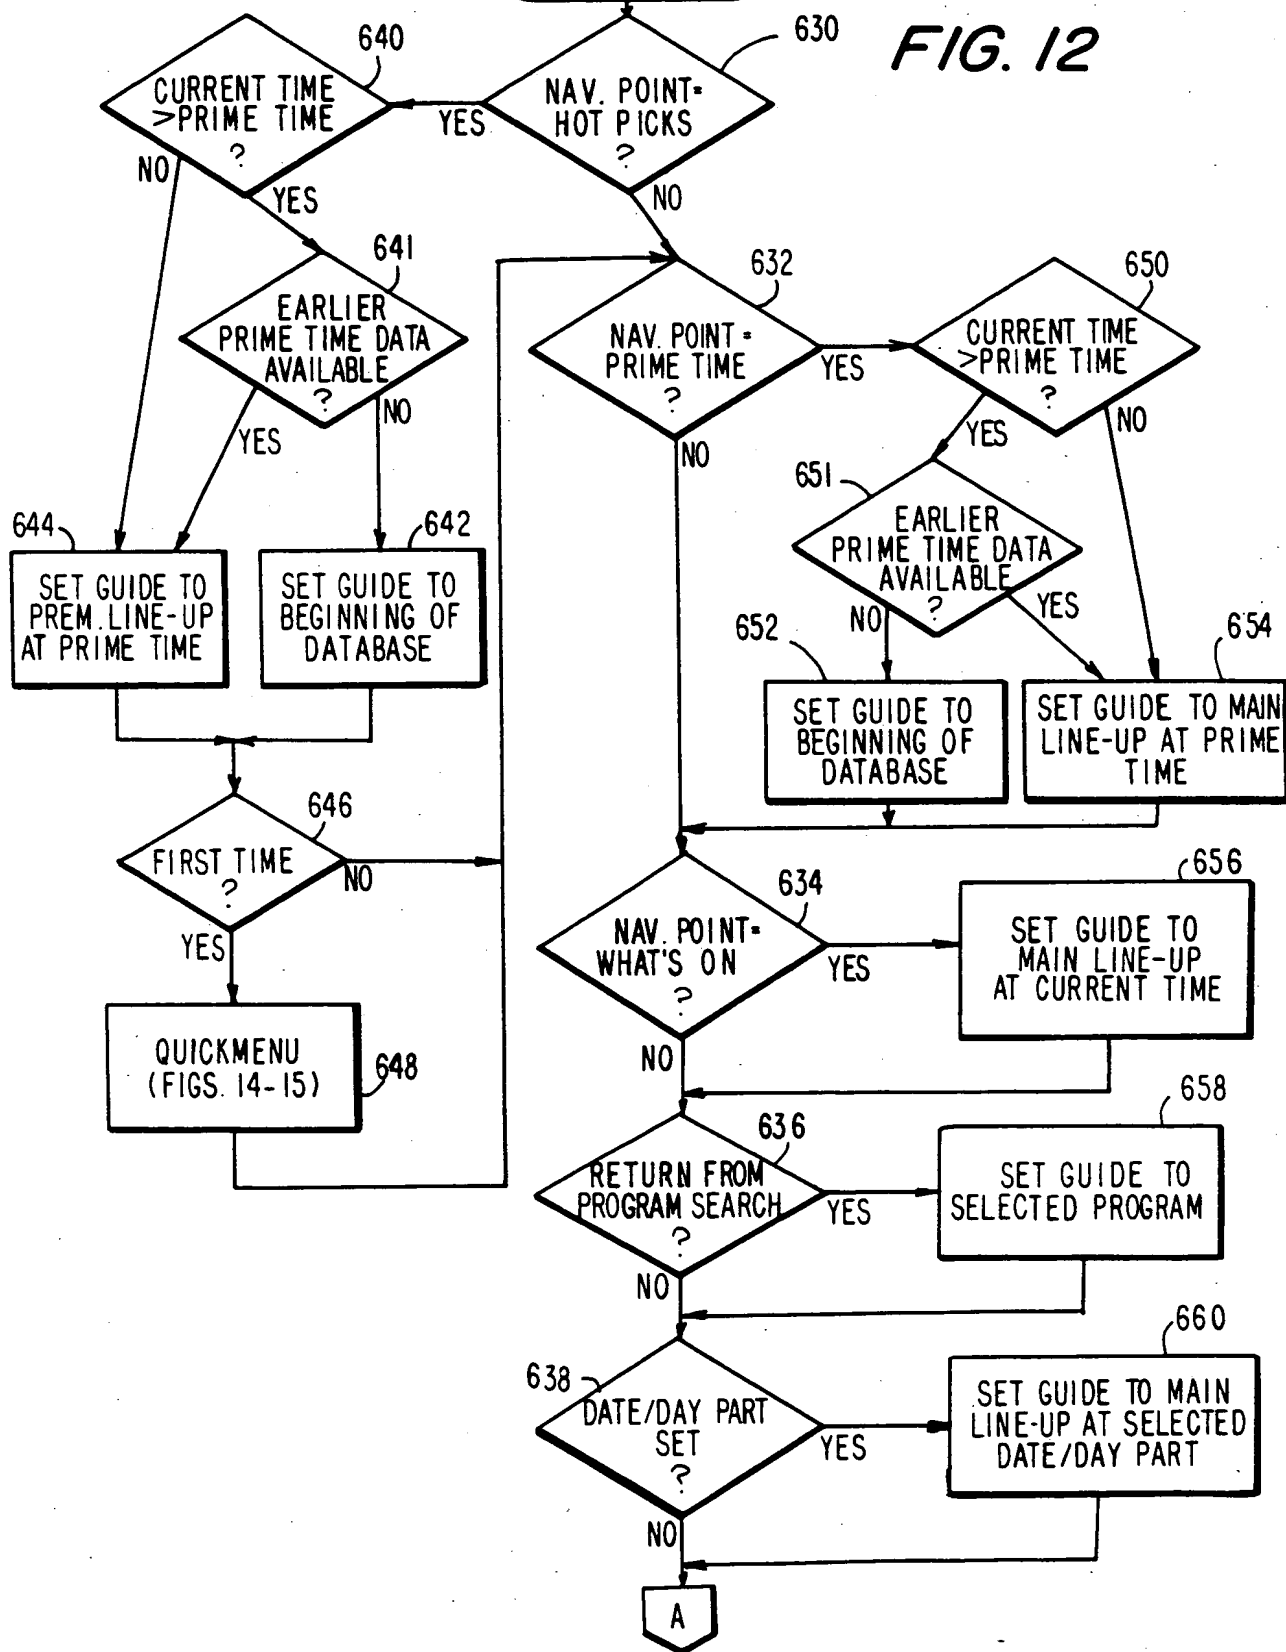 FIG. 12
630
NAV. POINT=
HOT PICKS
?
YES
NO
640
CURRENT TIME
>PRIME TIME
?
NO
YES
641
EARLIER
PRIME TIME DATA
AVAILABLE
?
YES
NO
644
SET GUIDE TO
PREM. LINE-UP
AT PRIME TIME
642
SET GUIDE TO
BEGINNING OF
DATABASE
646
FIRST TIME
?
NO
YES
QUICKMENU
(FIGS. 14-15)
648
632
NAV. POINT=
PRIME TIME
?
YES
NO
650
CURRENT TIME
>PRIME TIME
?
YES
NO
651
EARLIER
PRIME TIME DATA
AVAILABLE
?
NO
YES
652
SET GUIDE TO
BEGINNING OF
DATABASE
654
SET GUIDE TO MAIN
LINE-UP AT PRIME
TIME
634
NAV. POINT=
WHAT'S ON
?
YES
NO
656
SET GUIDE TO
MAIN LINE-UP
AT CURRENT TIME
636
RETURN FROM
PROGRAM SEARCH
?
YES
NO
658
SET GUIDE TO
SELECTED PROGRAM
638
DATE/DAY PART
SET
?
YES
NO
660
SET GUIDE TO MAIN
LINE-UP AT SELECTED
DATE/DAY PART
A